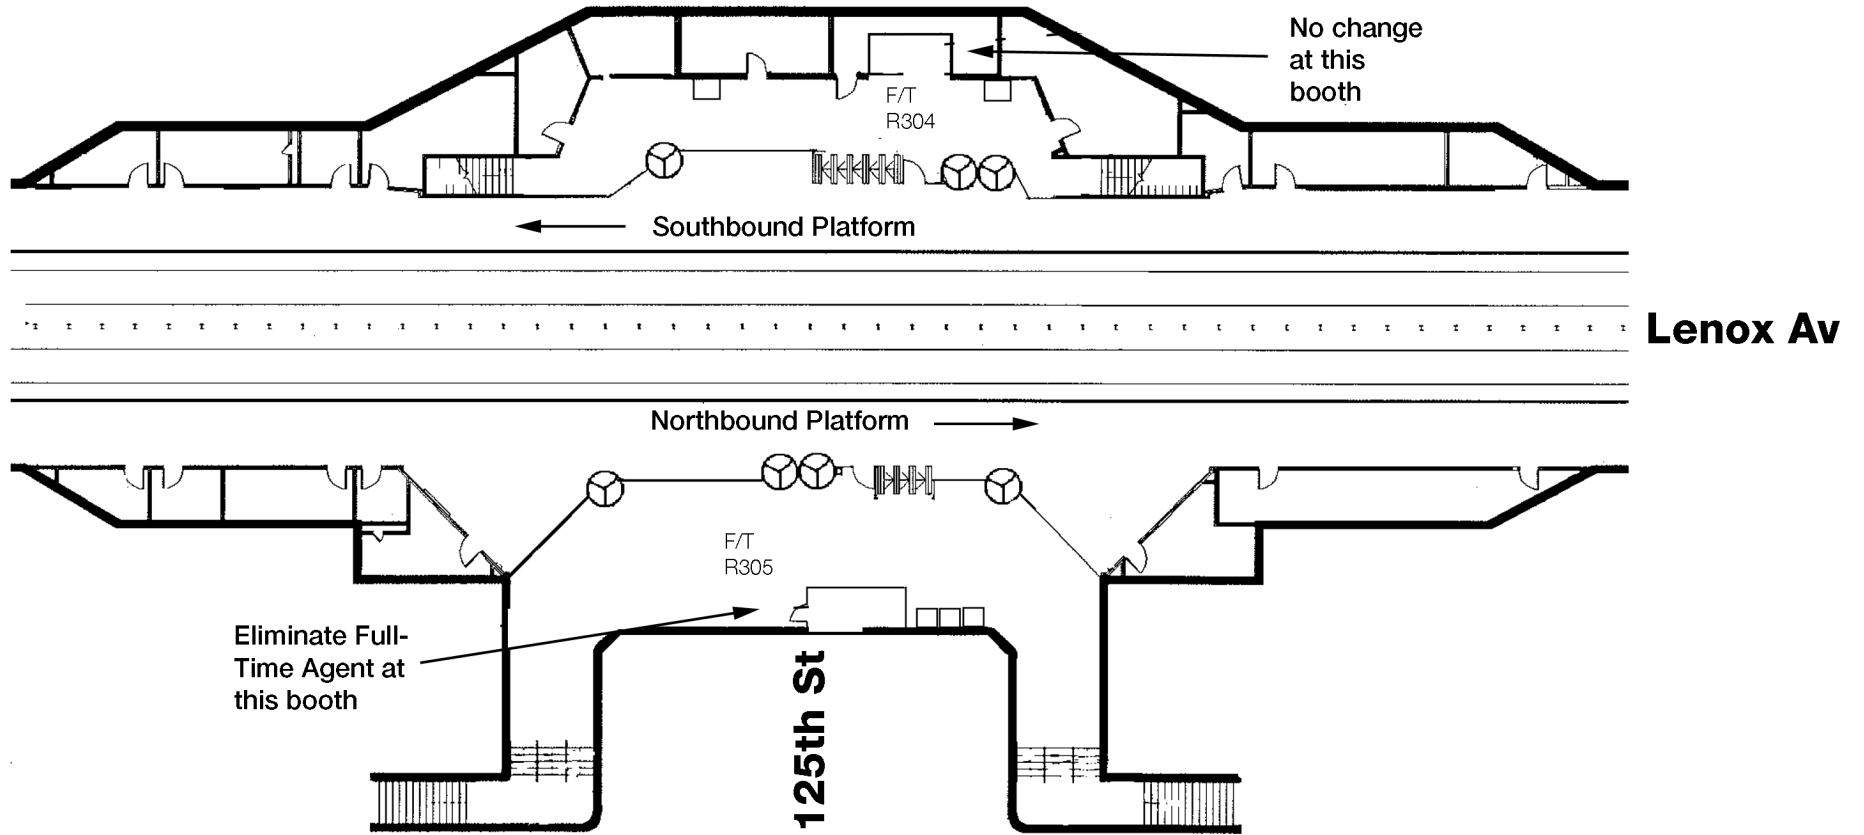 No change
at this
booth
F/T
R304
Southbound Platform
Lenox Av
Northbound Platform
F/T
R305
Eliminate Full-
Time Agent at
this booth
125th St